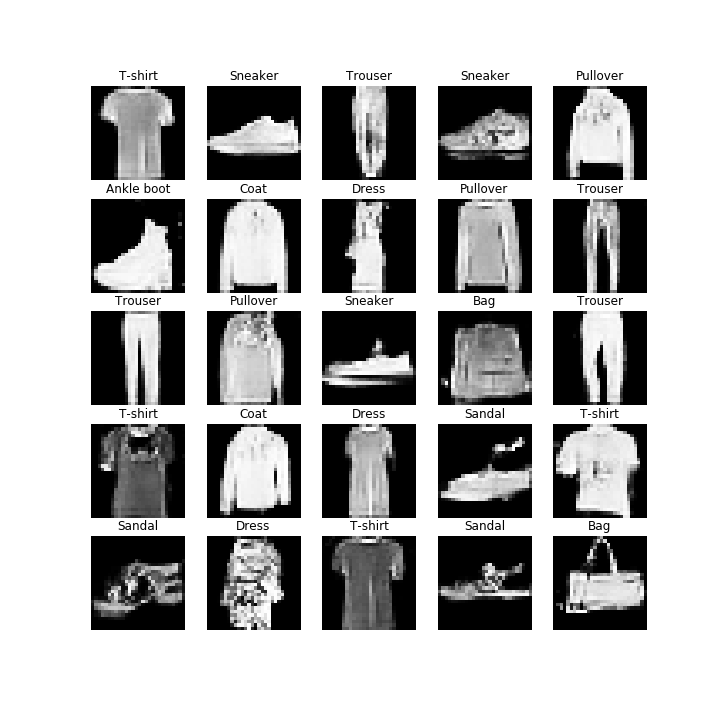 T-shirt Sneaker Trouser Sneaker Pullover
Ankle boot Coat Dress Pullover Trouser
Trouser Pullover Sneaker Bag Trouser
T-shirt Coat Dress Sandal T-shirt
Sandal Dress T-shirt Sandal Bag